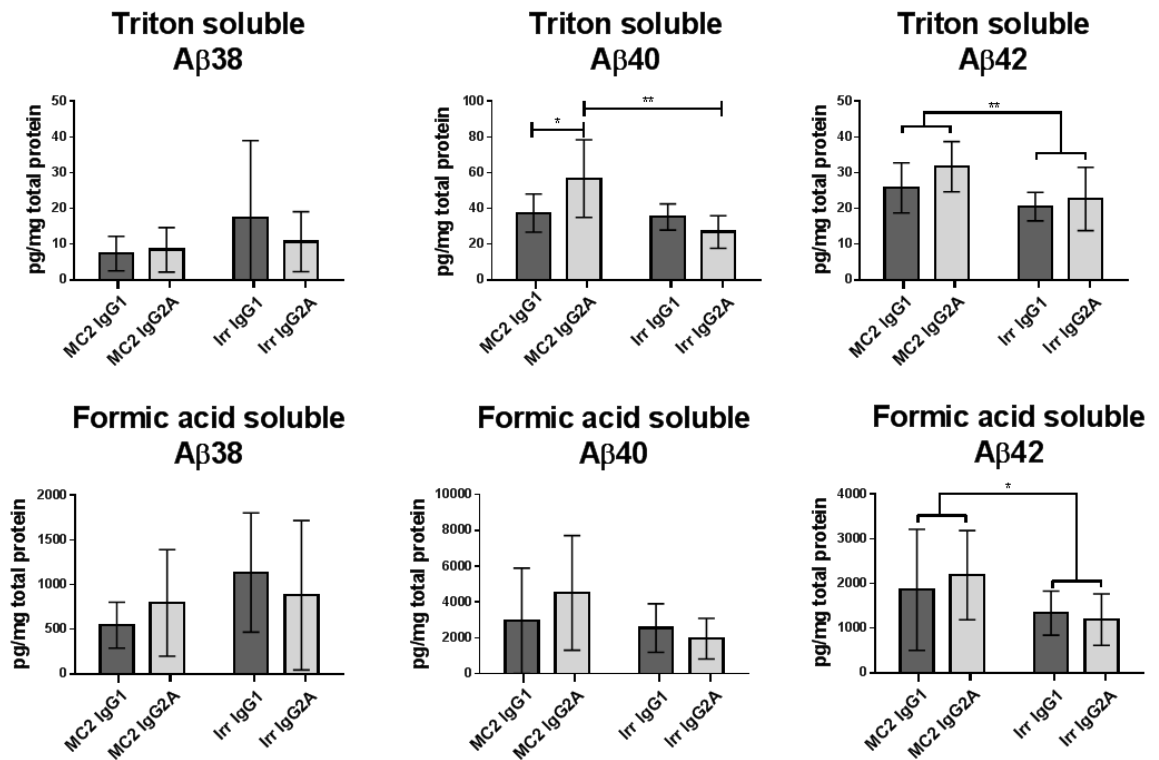 Triton soluble
Aβ38
pg/mg total protein
50
40
30
20
10
0
MC2 IgG1
MC2 IgG2A
Irr IgG1
Irr IgG2A
Triton soluble
Aβ40
pg/mg total protein
100
80
60
40
20
0
*
**
MC2 IgG1
MC2 IgG2A
Irr IgG1
Irr IgG2A
Triton soluble
Aβ42
pg/mg total protein
50
40
30
20
10
0
**
MC2 IgG1
MC2 IgG2A
Irr IgG1
Irr IgG2A
Formic acid soluble
Aβ38
pg/mg total protein
2000
1500
1000
500
0
MC2 IgG1
MC2 IgG2A
Irr IgG1
Irr IgG2A
Formic acid soluble
Aβ40
pg/mg total protein
10000
8000
6000
4000
2000
0
MC2 IgG1
MC2 IgG2A
Irr IgG1
Irr IgG2A
Formic acid soluble
Aβ42
pg/mg total protein
4000
3000
2000
1000
0
*
MC2 IgG1
MC2 IgG2A
Irr IgG1
Irr IgG2A